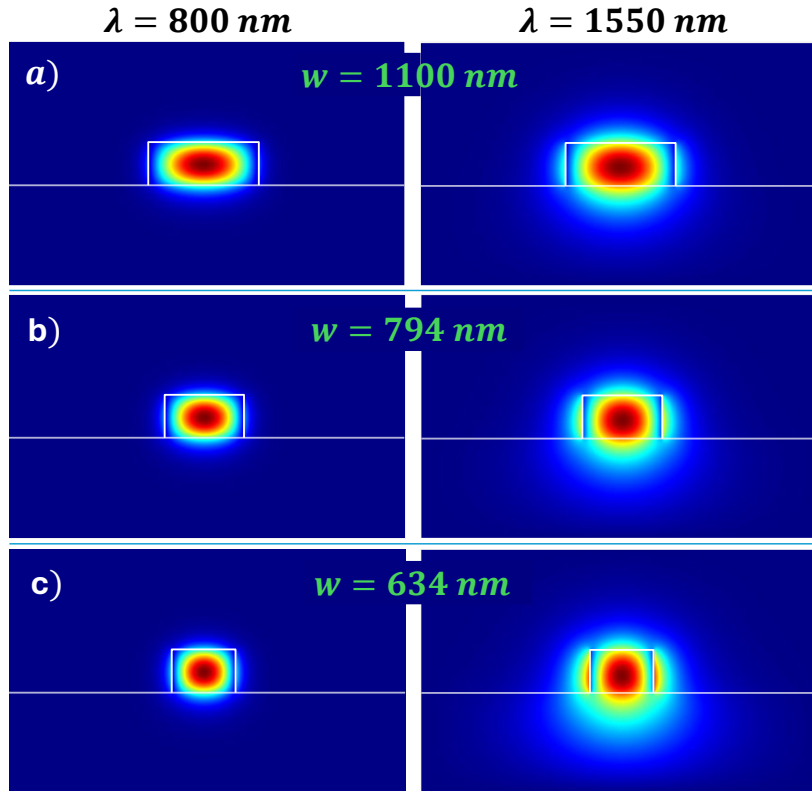 λ = 800 nm
λ = 1550 nm
a)
w = 1100 nm
b)
w = 794 nm
c)
w = 634 nm